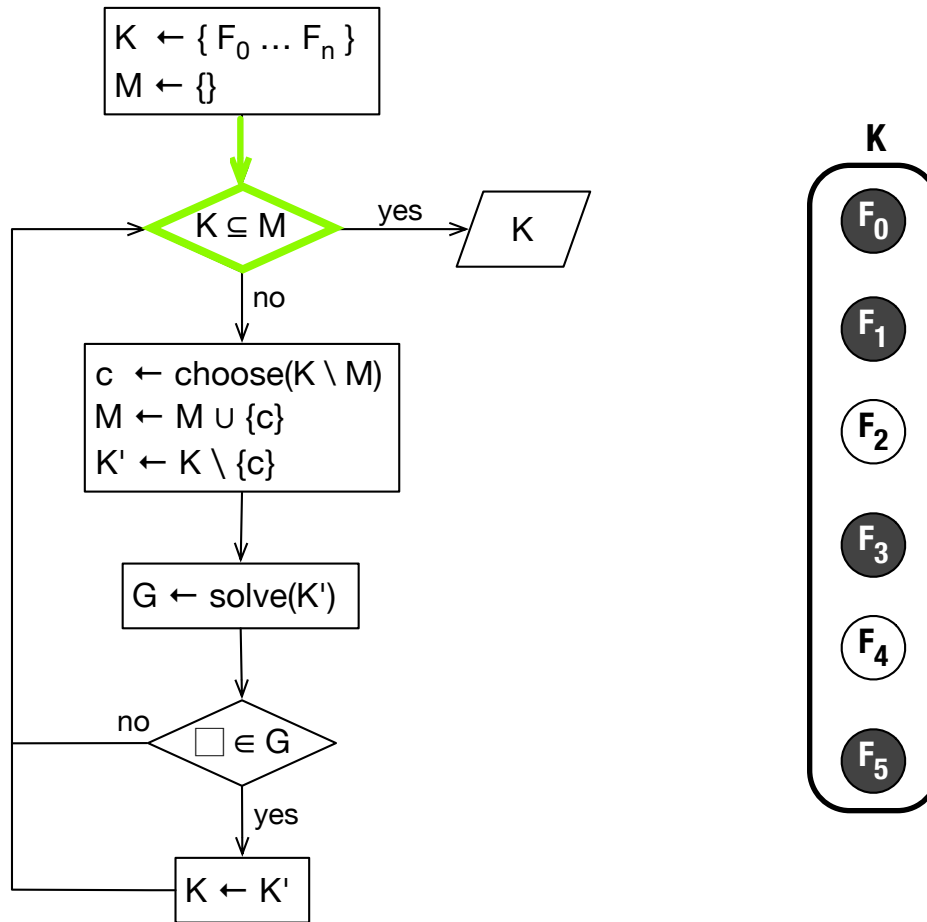 K ← { F₀ … Fₙ }
M ← {}
K ⊆ M
yes
K
no
c ← choose(K \ M)
M ← M ∪ {c}
K' ← K \ {c}
G ← solve(K')
no
□ ∈ G
yes
K ← K'
K
F₀
F₁
F₂
F₃
F₄
F₅